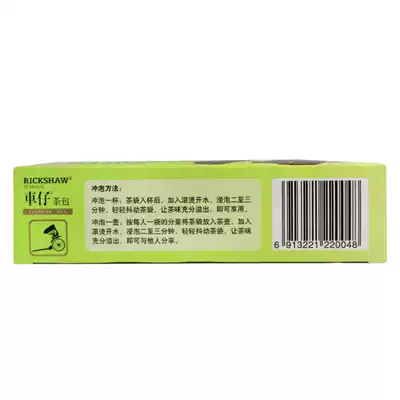 RICKSHAW®
車仔®茶包
JASMINE TEA
冲泡方法：
冲泡一杯：茶袋入杯后，加入滚烫开水，浸泡二至三
分钟，轻轻抖动茶袋，让茶味充分溢出，即可享用。
冲泡一壶：按每人一袋的分量将茶袋放入茶壶，加入
滚烫开水，浸泡二至三分钟，轻轻抖动茶袋，让茶味
充分溢出，即可与他人分享。
6 913221 220048